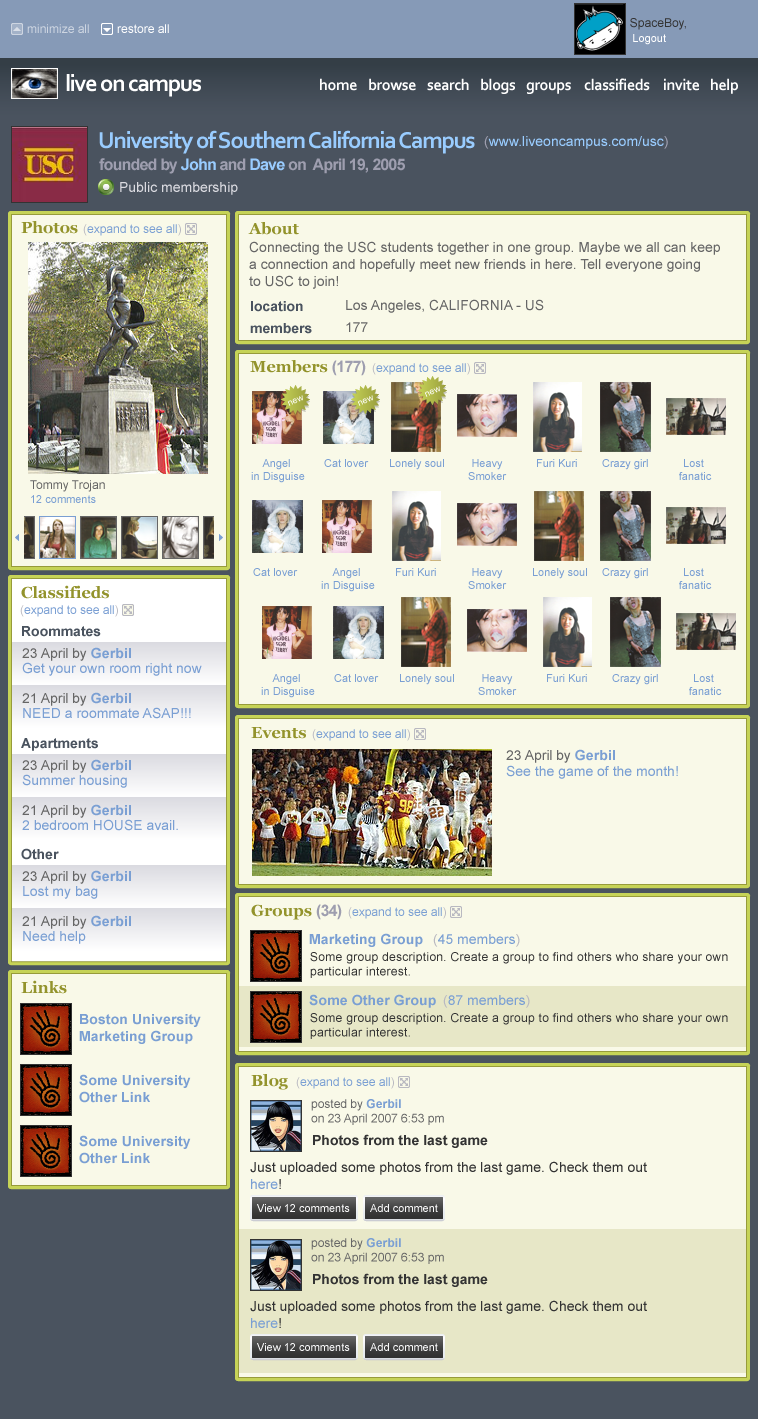 minimize all
restore all
SpaceBoy,
Logout
live on campus
home browse search blogs groups classifieds invite help
USC
University of Southern California Campus (www.liveoncampus.com/usc)
founded by John and Dave on April 19, 2005
Public membership
Photos (expand to see all)
Tommy Trojan
12 comments
Classifieds
(expand to see all)
Roommates
23 April by Gerbil
Get your own room right now
21 April by Gerbil
NEED a roommate ASAP!!!
Apartments
23 April by Gerbil
Summer housing
21 April by Gerbil
2 bedroom HOUSE avail.
Other
23 April by Gerbil
Lost my bag
21 April by Gerbil
Need help
Links
Boston University
Marketing Group
Some University
Other Link
Some University
Other Link
About
Connecting the USC students together in one group. Maybe we all can keep
a connection and hopefully meet new friends in here. Tell everyone going
to USC to join!
location Los Angeles, CALIFORNIA - US
members 177
Members (177) (expand to see all)
new new new
Angel Cat lover Lonely soul Heavy Furi Kuri Crazy girl Lost
in Disguise Smoker fanatic
Cat lover Angel Furi Kuri Heavy Lonely soul Crazy girl Lost
in Disguise Smoker fanatic
Angel Cat lover Lonely soul Heavy Furi Kuri Crazy girl Lost
in Disguise Smoker fanatic
Events (expand to see all)
98
22
16
23 April by Gerbil
See the game of the month!
Groups (34) (expand to see all)
Marketing Group (45 members)
Some group description. Create a group to find others who share your own
particular interest.
Some Other Group (87 members)
Some group description. Create a group to find others who share your own
particular interest.
Blog (expand to see all)
posted by Gerbil
on 23 April 2007 6:53 pm
Photos from the last game
Just uploaded some photos from the last game. Check them out
here!
View 12 comments Add comment
posted by Gerbil
on 23 April 2007 6:53 pm
Photos from the last game
Just uploaded some photos from the last game. Check them out
here!
View 12 comments Add comment